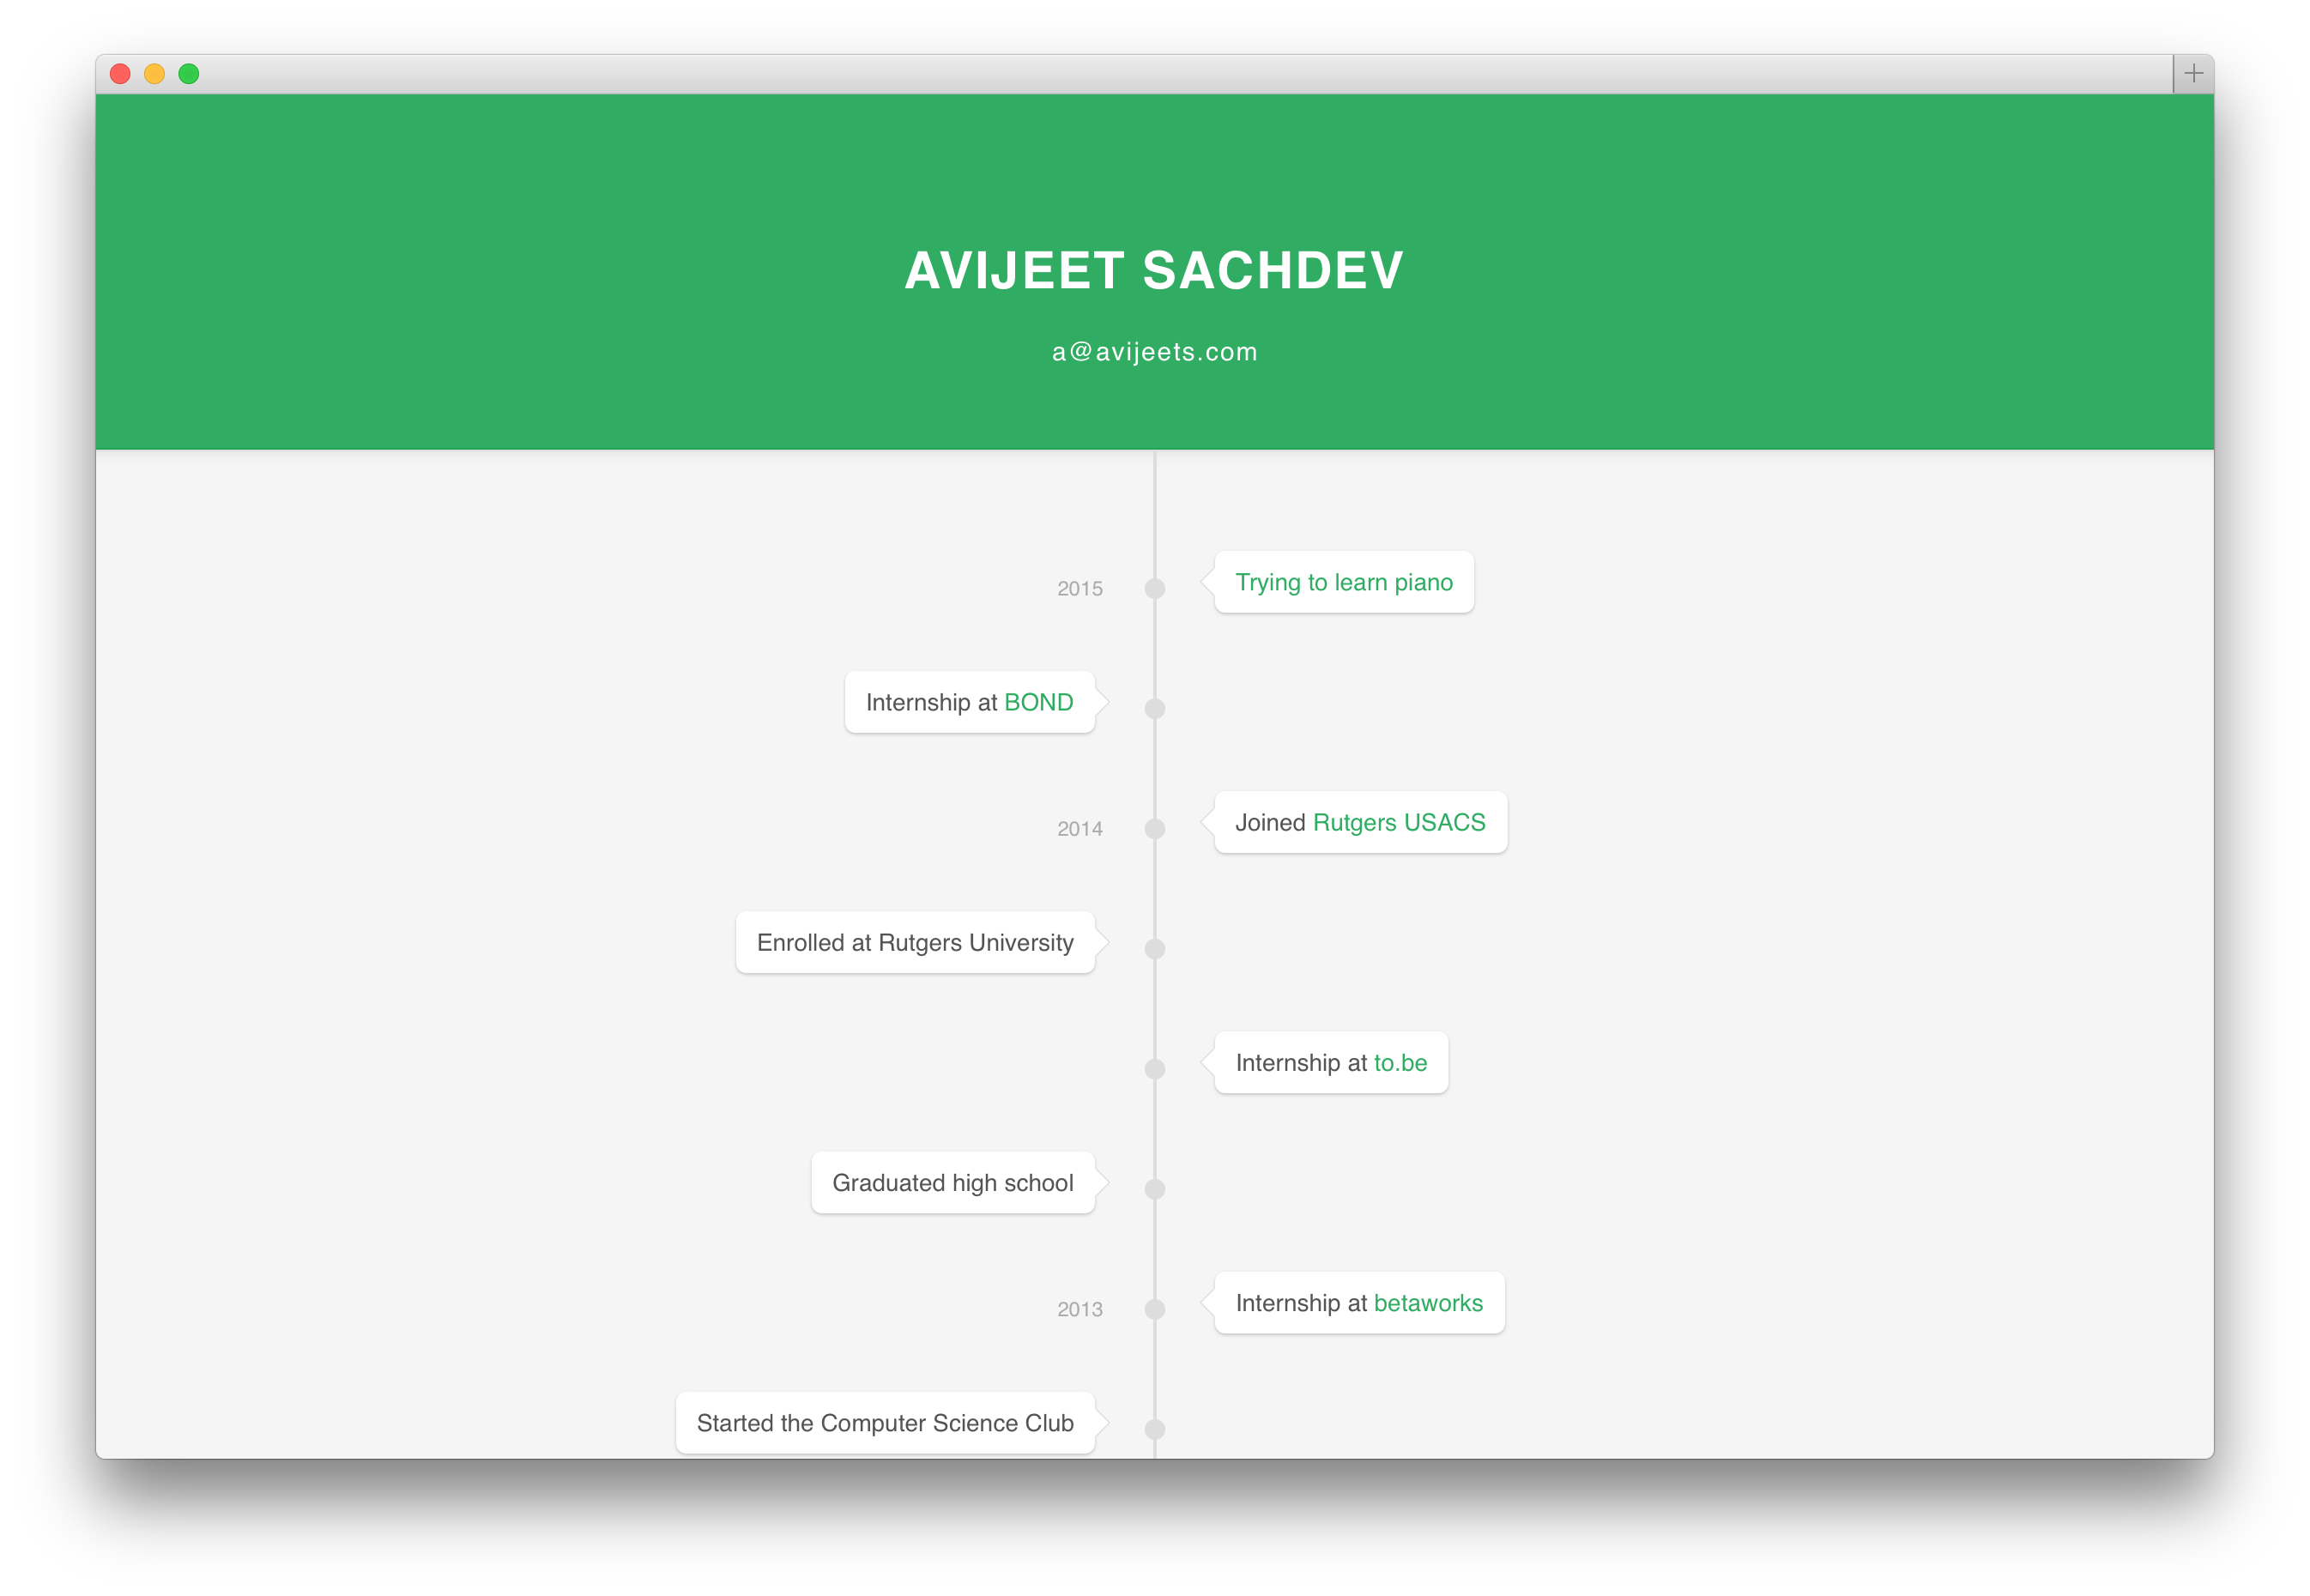 AVIJEET SACHDEV
a@avijeets.com
2015
Trying to learn piano
Internship at BOND
2014
Joined Rutgers USACS
Enrolled at Rutgers University
Internship at to.be
Graduated high school
2013
Internship at betaworks
Started the Computer Science Club